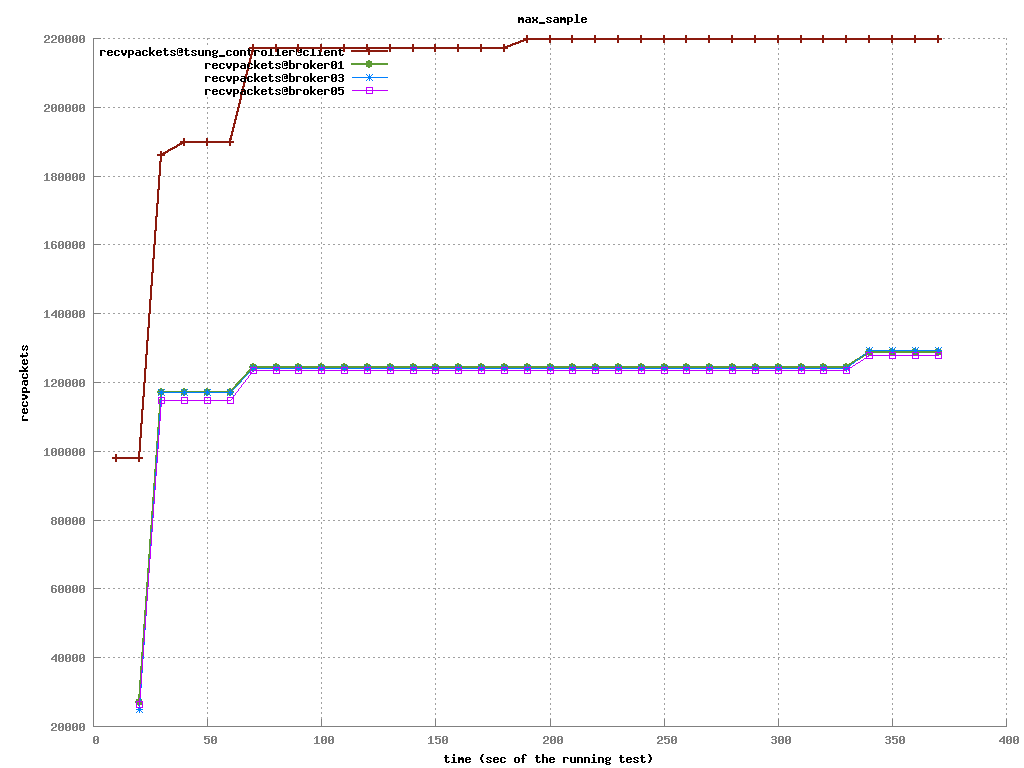 max_sample
recvpackets@tsung_controller@client
recvpackets@broker01
recvpackets@broker03
recvpackets@broker05
220000
200000
180000
160000
140000
120000
100000
80000
60000
40000
20000
recvpackets
0 50 100 150 200 250 300 350 400
time (sec of the running test)